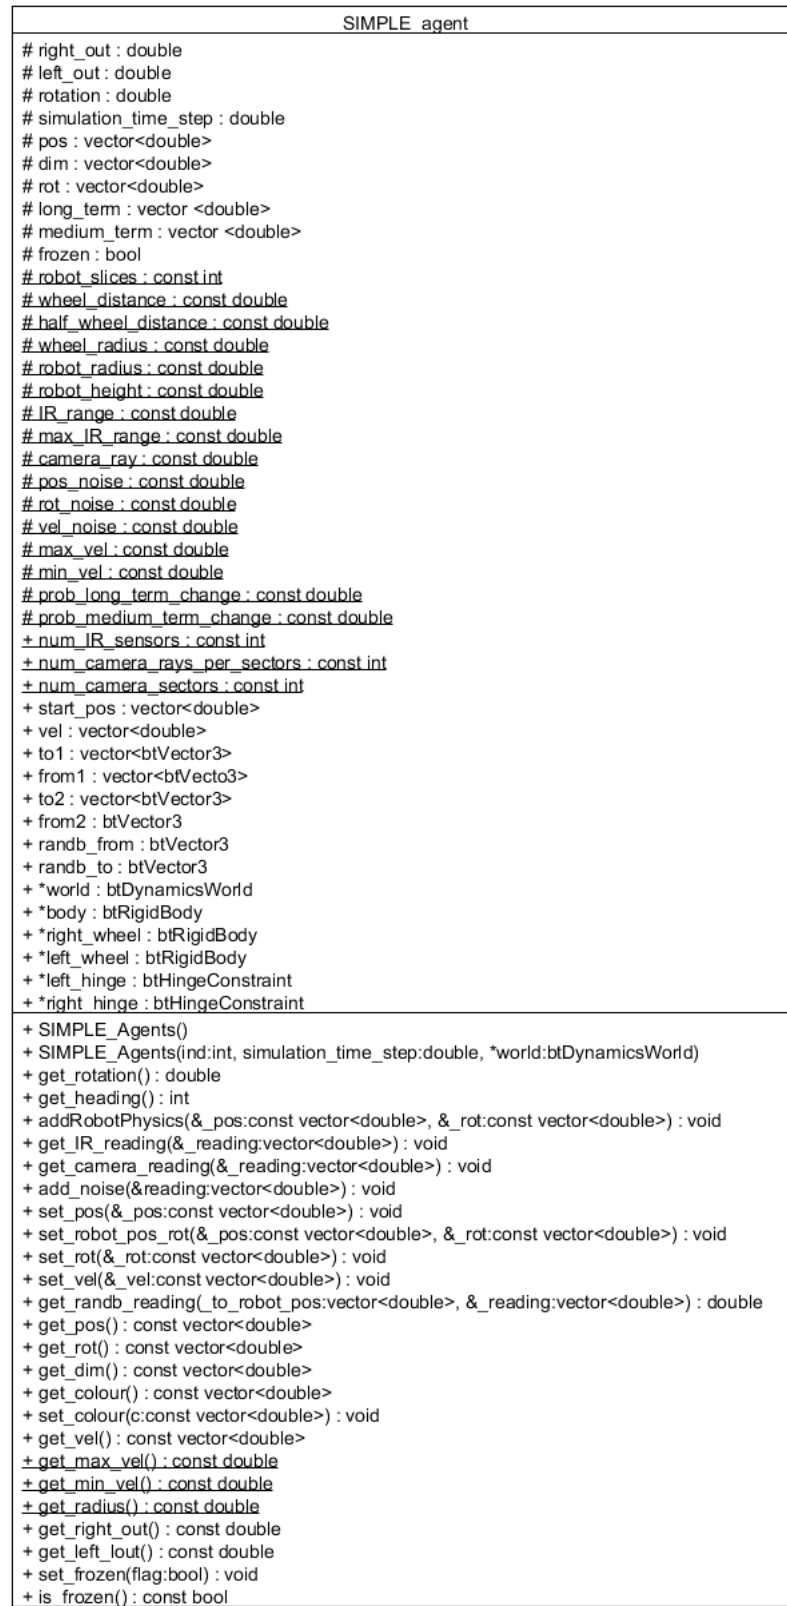 SIMPLE_agent
# right_out : double
# left_out : double
# rotation : double
# simulation_time_step : double
# pos : vector<double>
# dim : vector<double>
# rot : vector<double>
# long_term : vector <double>
# medium_term : vector <double>
# frozen : bool
# robot_slices : const int
# wheel_distance : const double
# half_wheel_distance : const double
# wheel_radius : const double
# robot_radius : const double
# robot_height : const double
# IR_range : const double
# max_IR_range : const double
# camera_ray : const double
# pos_noise : const double
# rot_noise : const double
# vel_noise : const double
# max_vel : const double
# min_vel : const double
# prob_long_term_change : const double
# prob_medium_term_change : const double
+ num_IR_sensors : const int
+ num_camera_rays_per_sectors : const int
+ num_camera_sectors : const int
+ start_pos : vector<double>
+ vel : vector<double>
+ to1 : vector<btVector3>
+ from1 : vector<btVecto3>
+ to2 : vector<btVector3>
+ from2 : btVector3
+ randb_from : btVector3
+ randb_to : btVector3
+ *world : btDynamicsWorld
+ *body : btRigidBody
+ *right_wheel : btRigidBody
+ *left_wheel : btRigidBody
+ *left_hinge : btHingeConstraint
+ *right_hinge : btHingeConstraint
+ SIMPLE_Agents()
+ SIMPLE_Agents(ind:int, simulation_time_step:double, *world:btDynamicsWorld)
+ get_rotation() : double
+ get_heading() : int
+ addRobotPhysics(&_pos:const vector<double>, &_rot:const vector<double>) : void
+ get_IR_reading(&_reading:vector<double>) : void
+ get_camera_reading(&_reading:vector<double>) : void
+ add_noise(&reading:vector<double>) : void
+ set_pos(&_pos:const vector<double>) : void
+ set_robot_pos_rot(&_pos:const vector<double>, &_rot:const vector<double>) : void
+ set_rot(&_rot:const vector<double>) : void
+ set_vel(&_vel:const vector<double>) : void
+ get_randb_reading(_to_robot_pos:vector<double>, &_reading:vector<double>) : double
+ get_pos() : const vector<double>
+ get_rot() : const vector<double>
+ get_dim() : const vector<double>
+ get_colour() : const vector<double>
+ set_colour(c:const vector<double>) : void
+ get_vel() : const vector<double>
+ get_max_vel() : const double
+ get_min_vel() : const double
+ get_radius() : const double
+ get_right_out() : const double
+ get_left_lout() : const double
+ set_frozen(flag:bool) : void
+ is_frozen() : const bool